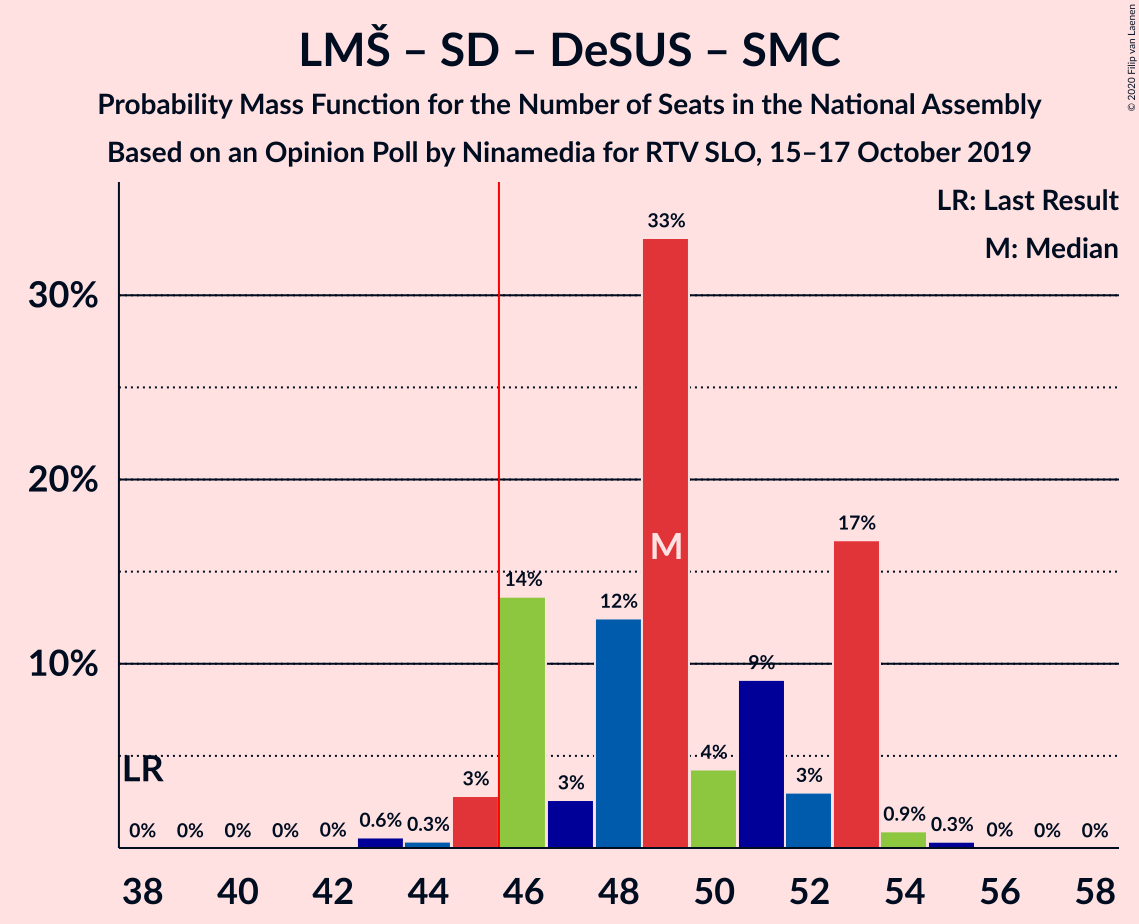 LMŠ – SD – DeSUS – SMC
Probability Mass Function for the Number of Seats in the National Assembly
Based on an Opinion Poll by Ninamedia for RTV SLO, 15–17 October 2019
© 2020 Filip van Laenen
LR: Last Result
M: Median
30%
20%
10%
LR
M
0% 0% 0% 0% 0% 0.6% 0.3% 3% 14% 3% 12% 33% 4% 9% 3% 17% 0.9% 0.3% 0% 0% 0%
38 40 42 44 46 48 50 52 54 56 58